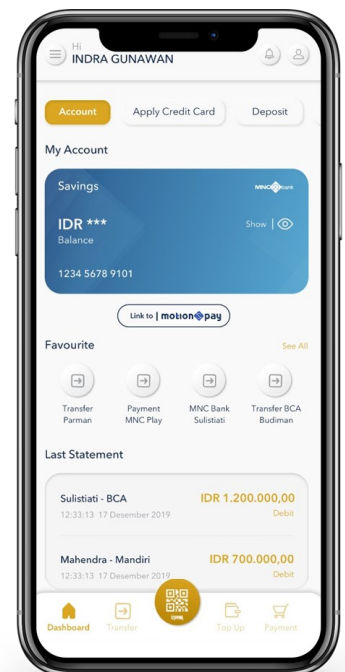 Hi
INDRA GUNAWAN
Account
Apply Credit Card
Deposit
My Account
Savings
MNC bank
IDR ***
Show |
Balance
1234 5678 9101
Link to | motion pay
Favourite
See All
Transfer
Parman
Payment
MNC Play
MNC Bank
Sulistiati
Transfer BCA
Budiman
Last Statement
Sulistiati - BCA
IDR 1.200.000,00
12:33:13 17 Desember 2019
Debit
Mahendra - Mandiri
IDR 700.000,00
12:33:13 17 Desember 2019
Debit
Dashboard
Transfer
Top Up
Payment